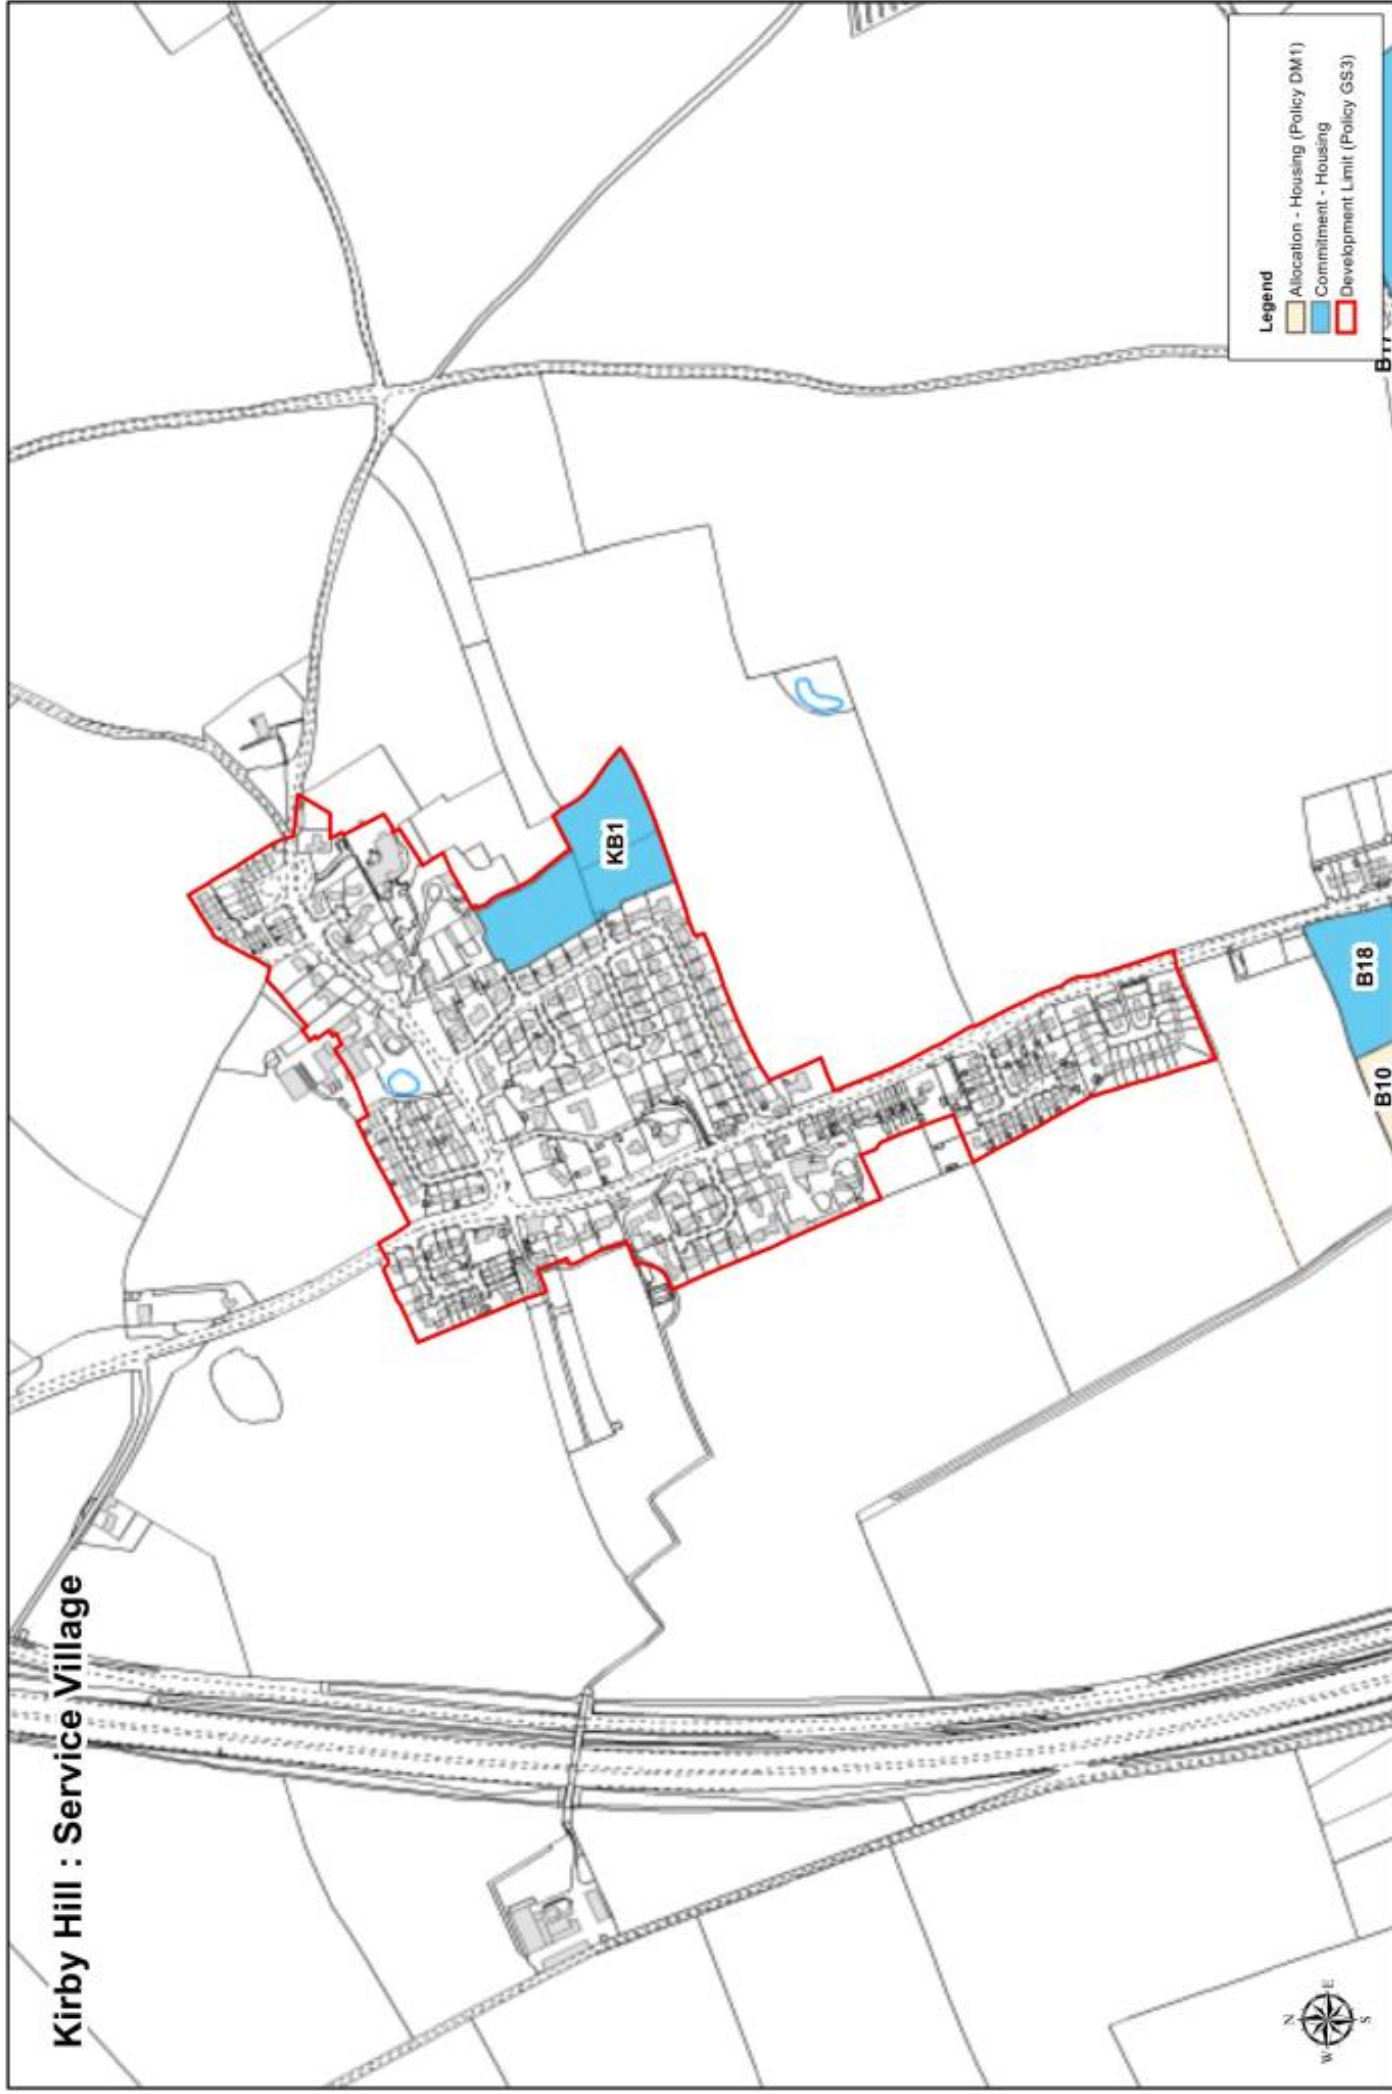 Kirby Hill : Service Village
KB1
B18
B10
Legend
Allocation - Housing (Policy DM1)
Commitment - Housing
Development Limit (Policy GS3)
N
W
E
S